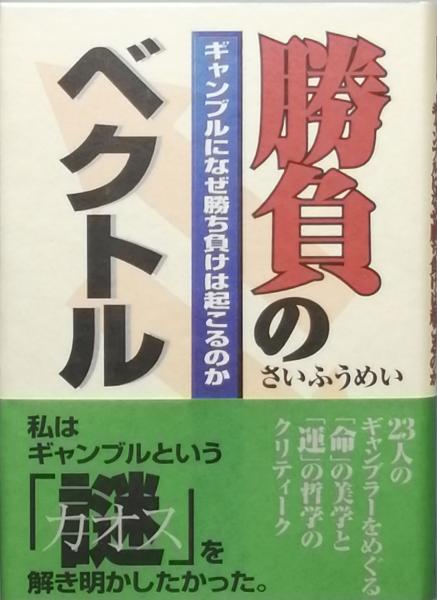 勝負の
ベクトル
ギャンブルになぜ勝ち負けは起こるのか
さいふうめい
23人の
ギャンブラーをめぐる
「命」の美学と
「運」の哲学の
クリティーク
私は
ギャンブルという
「謎」を
カオス
解き明かしたかった。